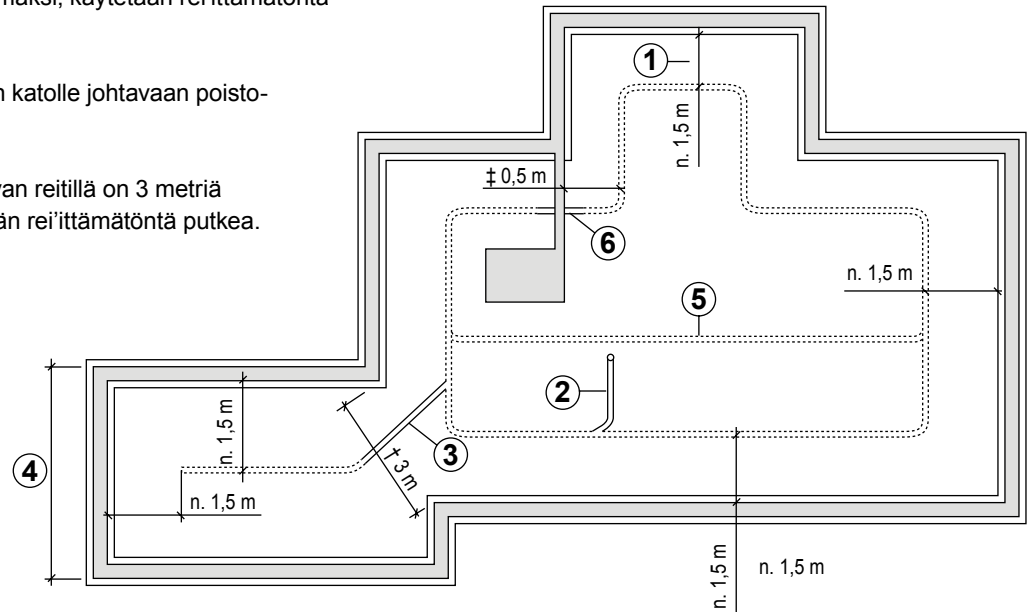 maksi, käytetään rei'ittämätöntä
n katolle johtavaan poisto-
van reitillä on 3 metriä
än rei'ittämätöntä putkea.
1
n. 1,5 m
‡ 0,5 m
6
n. 1,5 m
5
2
n. 1,5 m
3
† 3 m
4
n. 1,5 m
n. 1,5 m
n. 1,5 m